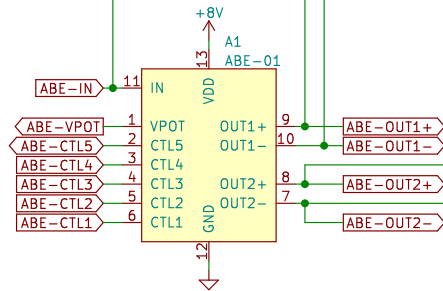 +8V
A1
ABE-01
13
VDD
ABE-IN
11
IN
ABE-VPOT
1
VPOT
OUT1+
9
ABE-OUT1+
ABE-CTL5
2
CTL5
OUT1-
10
ABE-OUT1-
ABE-CTL4
3
CTL4
ABE-CTL3
4
CTL3
OUT2+
8
ABE-OUT2+
ABE-CTL2
5
CTL2
OUT2-
7
ABE-CTL1
6
CTL1
GND
ABE-OUT2-
12